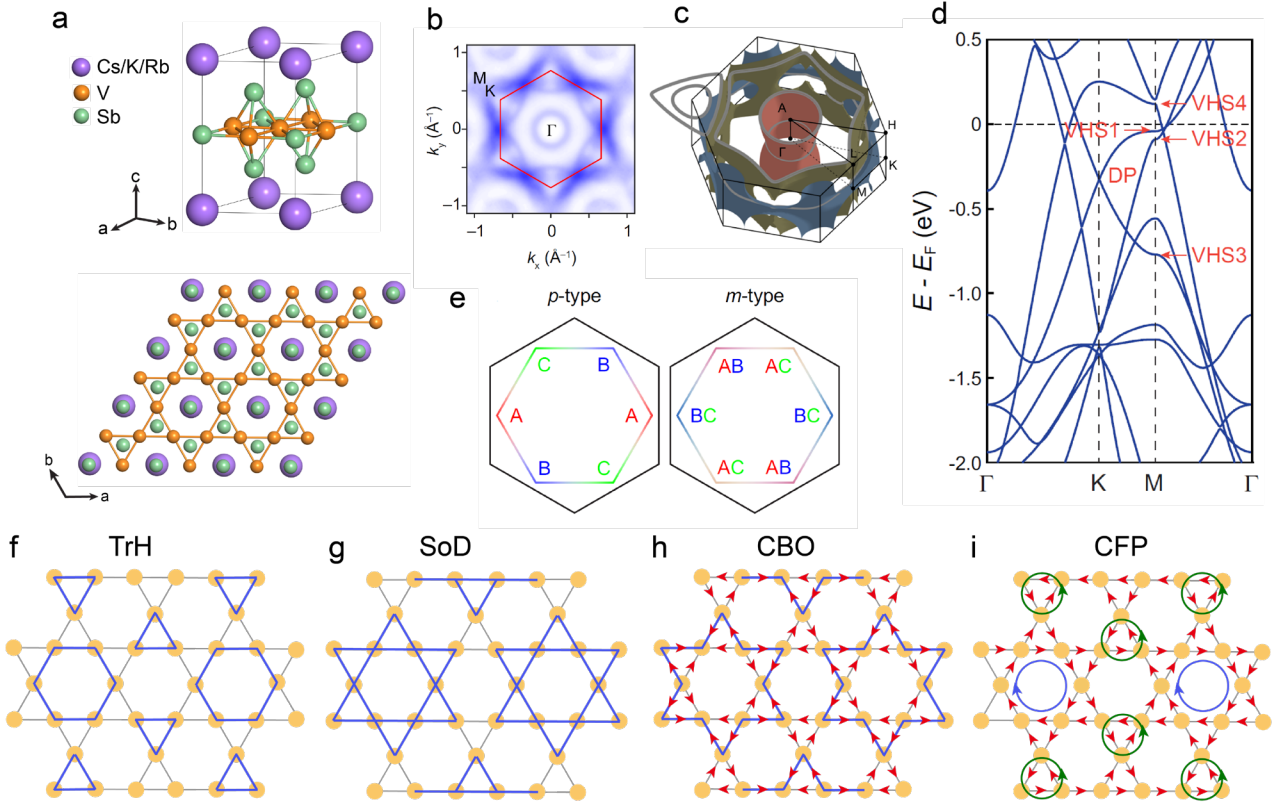 a
Cs/K/Rb
V
Sb
c
a
b
b
a
b
M
K
Γ
1
0
−1
k_y (Å⁻¹)
−1
0
1
k_x (Å⁻¹)
c
A
Γ
L
M
H
K
d
0.5
0
-0.5
-1.0
-1.5
-2.0
E - E_F (eV)
VHS4
VHS1
VHS2
DP
VHS3
Γ
K
M
Γ
e
p-type
m-type
C
B
A
A
B
C
AB
AC
BC
BC
AC
AB
f
TrH
g
SoD
h
CBO
i
CFP